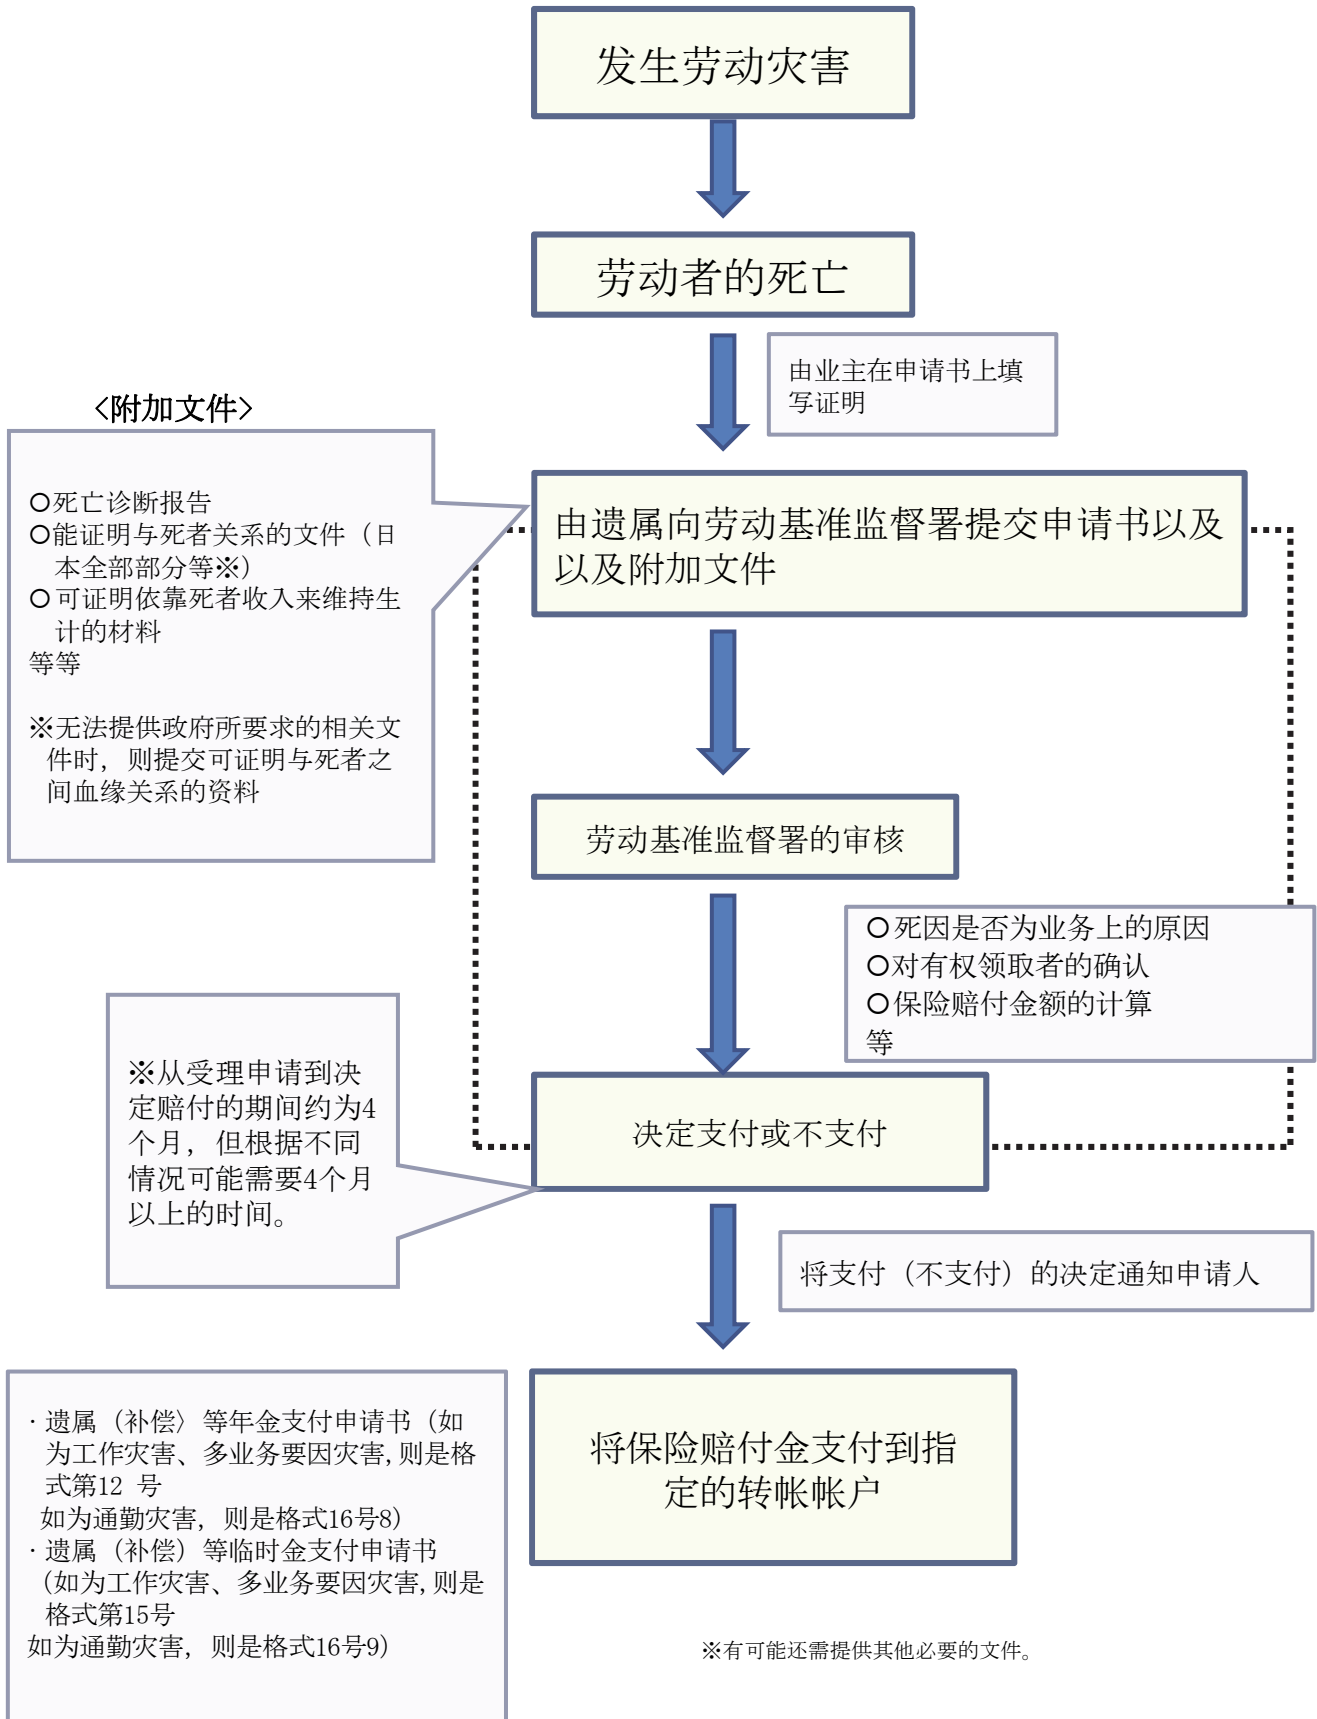 发生劳动灾害
劳动者的死亡
由业主在申请书上填
写证明
<附加文件>
〇死亡诊断报告
〇能证明与死者关系的文件（日
本全部部分等※）
〇可证明依靠死者收入来维持生
计的材料
等等
※无法提供政府所要求的相关文
件时，则提交可证明与死者之
间血缘关系的资料
由遗属向劳动基准监督署提交申请书以及
以及附加文件
劳动基准监督署的审核
〇死因是否为业务上的原因
〇对有权领取者的确认
〇保险赔付金额的计算
等
※从受理申请到决
定赔付的期间约为4
个月，但根据不同
情况可能需要4个月
以上的时间。
决定支付或不支付
将支付（不支付）的决定通知申请人
将保险赔付金支付到指
定的转帐帐户
·遗属（补偿〉等年金支付申请书（如
为工作灾害、多业务要因灾害,则是格
式第12 号
如为通勤灾害，则是格式16号8）
·遗属（补偿）等临时金支付申请书
（如为工作灾害、多业务要因灾害,则是
格式第15号
如为通勤灾害，则是格式16号9）
※有可能还需提供其他必要的文件。